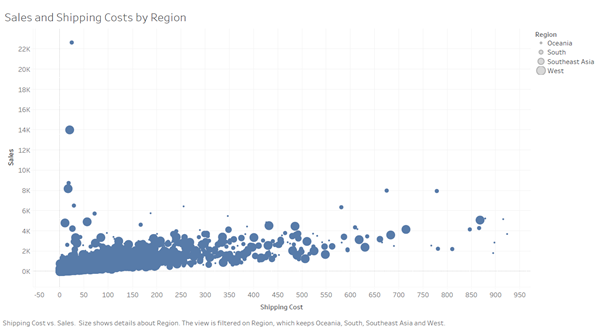 Sales and Shipping Costs by Region
Region
Oceania
South
Southeast Asia
West
22K
20K
18K
16K
14K
12K
10K
8K
6K
4K
2K
0K
Sales
-50 0 50 100 150 200 250 300 350 400 450 500 550 600 650 700 750 800 850 900 950
Shipping Cost
Shipping Cost vs. Sales. Size shows details about Region. The view is filtered on Region, which keeps Oceania, South, Southeast Asia and West.